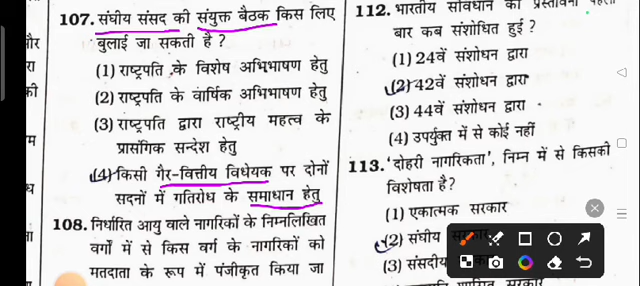 107. संघीय संसद की संयुक्त बैठक किस लिए
बुलाई जा सकती है ?
(1) राष्ट्रपति के विशेष अभिभाषण हेतु
(2) राष्ट्रपति के वार्षिक अभिभाषण हेतु
(3) राष्ट्रपति द्वारा राष्ट्रीय महत्व के
प्रासंगिक सन्देश हेतु
(4) किसी गैर-वित्तीय विधेयक पर दोनों
सदनों में गतिरोध के समाधान हेतु
108. निर्धारित आयु वाले नागरिकों के निम्नलिखित
वर्गों में से किस वर्ग के नागरिकों को
मतदाता के रूप में पंजीकृत किया जा
112. भारतीय संविधान की प्रस्तावना पहली
बार कब संशोधित हुई ?
(1) 24वें संशोधन द्वारा
(2) 42वें संशोधन द्वारा
(3) 44वें संशोधन द्वारा
(4) उपर्युक्त में से कोई नहीं
113. 'दोहरी नागरिकता', निम्न में से किसकी
विशेषता है?
(1) एकात्मक सरकार
(2) संघीय
(3) संसदीय
सरकार